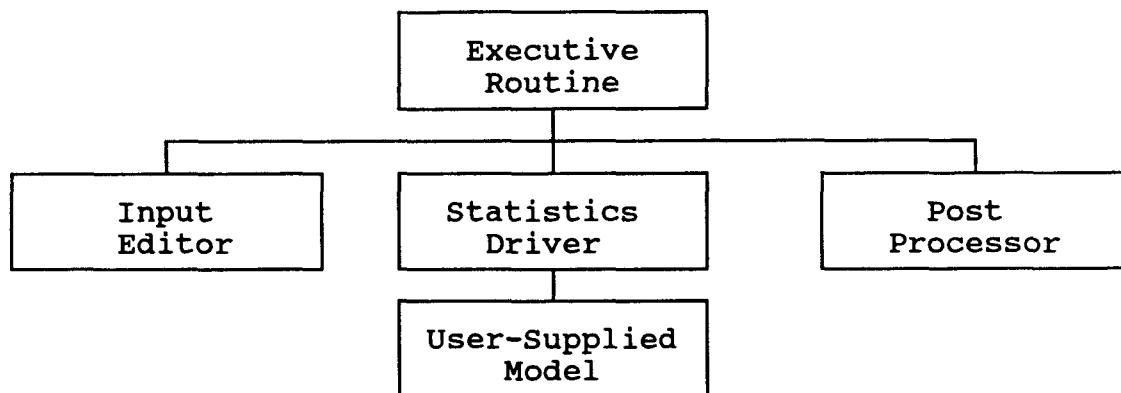 Executive
Routine
Input
Editor
Statistics
Driver
Post
Processor
User-Supplied
Model